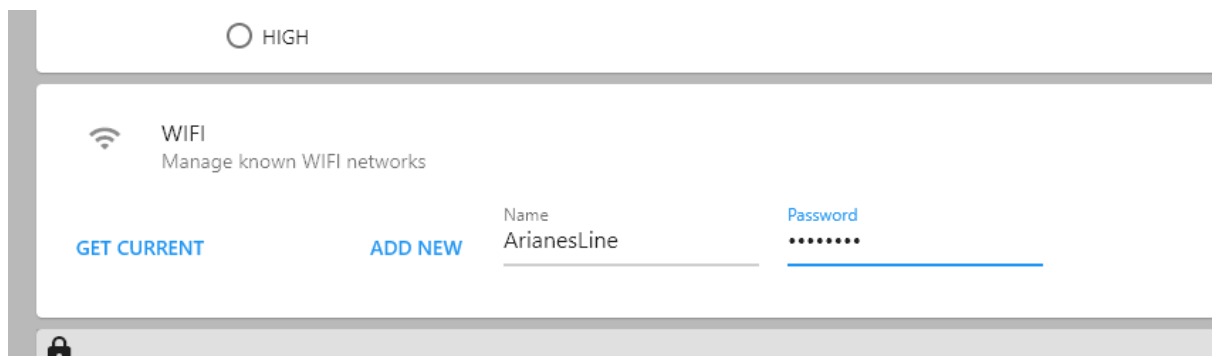 HIGH
WIFI
Manage known WIFI networks
GET CURRENT
ADD NEW
Name
ArianesLine
Password
••••••••